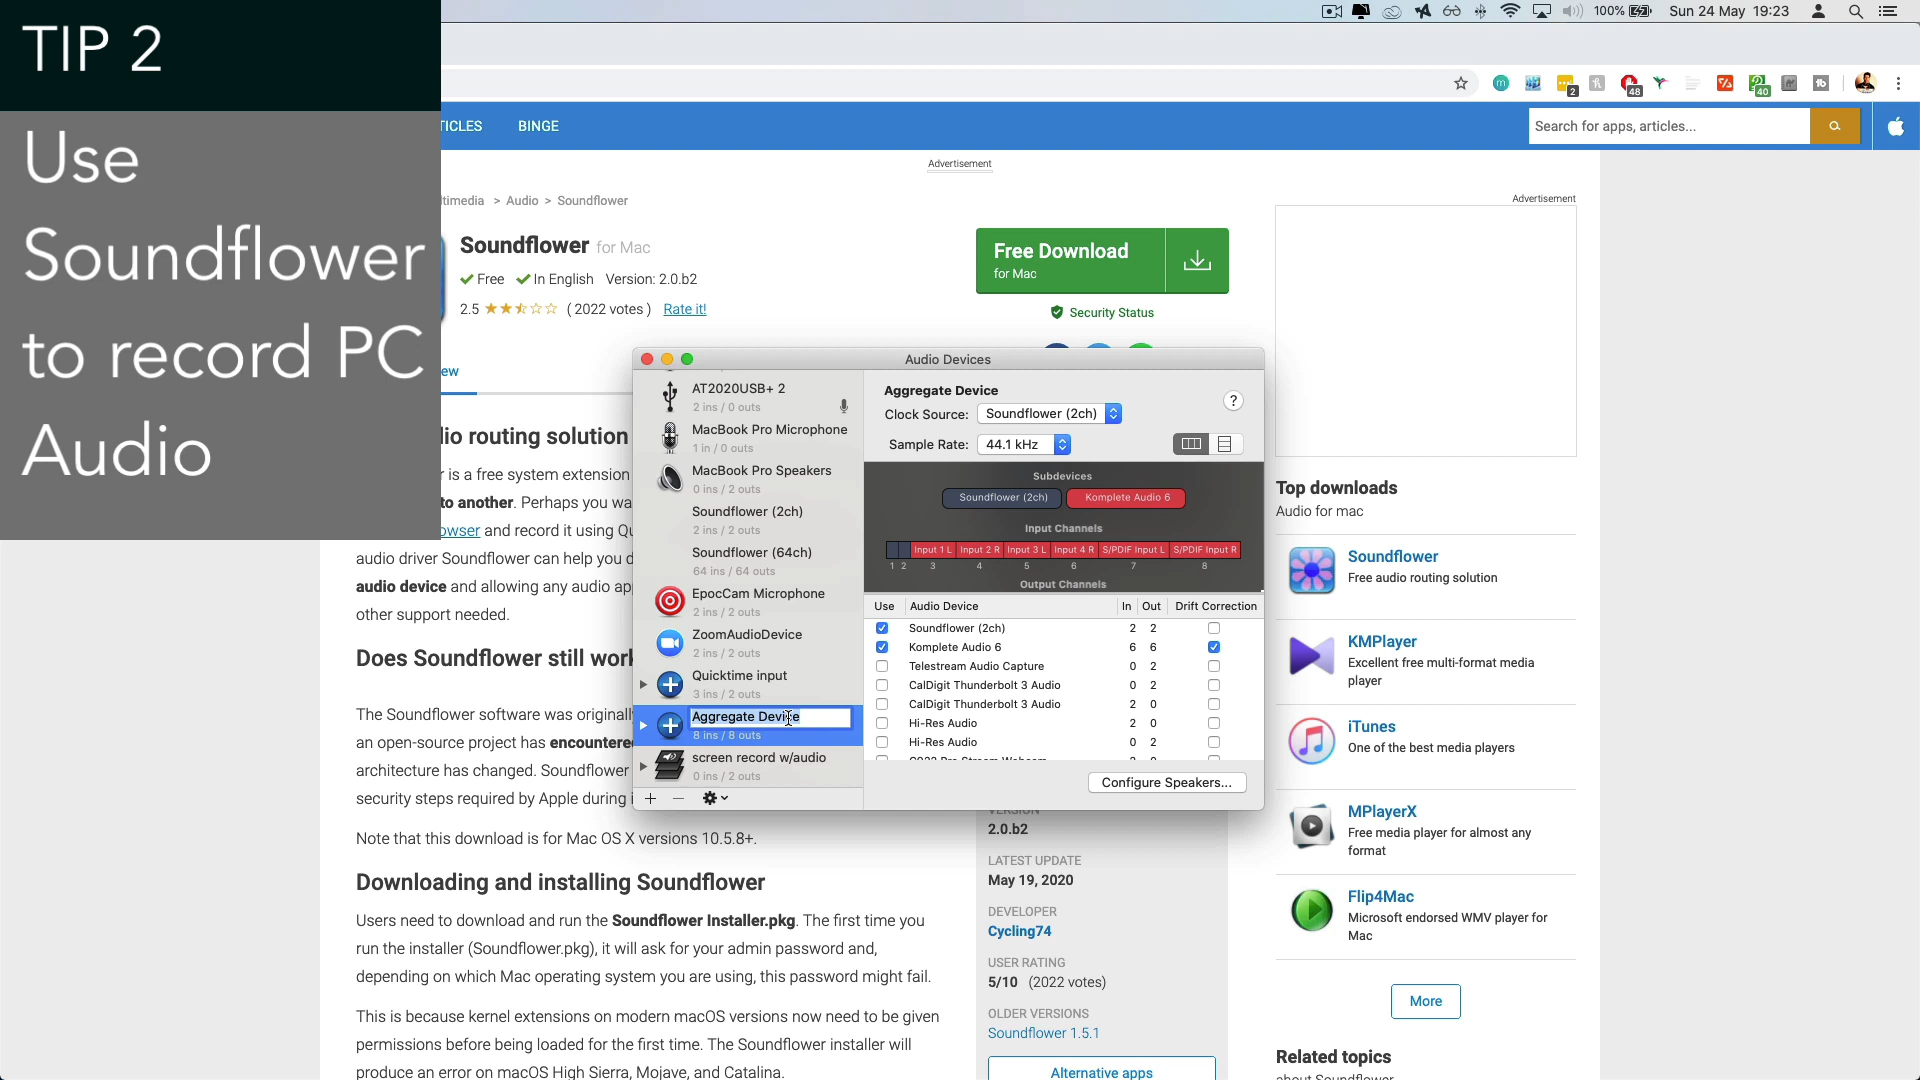 TIP 2
Use
Soundflower
to record PC
Audio
100%
Sun 24 May 19:23
2
48
40
TICLES
BINGE
Search for apps, articles...
Advertisement
timedia > Audio > Soundflower
Soundflower for Mac
Free In English Version: 2.0.b2
2.5 (2022 votes) Rate it!
Free Download
for Mac
Security Status
Advertisement
ew
lio routing solution
r is a free system extension
to another. Perhaps you wa
owser and record it using Qu
audio driver Soundflower can help you d
audio device and allowing any audio ap
other support needed.
Does Soundflower still work
The Soundflower software was originall
an open-source project has encountere
architecture has changed. Soundflower
security steps required by Apple during i
Note that this download is for Mac OS X versions 10.5.8+.
Downloading and installing Soundflower
Users need to download and run the Soundflower Installer.pkg. The first time you
run the installer (Soundflower.pkg), it will ask for your admin password and,
depending on which Mac operating system you are using, this password might fail.
This is because kernel extensions on modern macOS versions now need to be given
permissions before being loaded for the first time. The Soundflower installer will
produce an error on macOS High Sierra, Mojave, and Catalina.
Audio Devices
AT2020USB+ 2
2 ins / 0 outs
MacBook Pro Microphone
1 in / 0 outs
MacBook Pro Speakers
0 ins / 2 outs
Soundflower (2ch)
2 ins / 2 outs
Soundflower (64ch)
64 ins / 64 outs
EpocCam Microphone
2 ins / 2 outs
ZoomAudioDevice
2 ins / 2 outs
Quicktime input
3 ins / 2 outs
Aggregate Device
8 ins / 8 outs
screen record w/audio
0 ins / 2 outs
Aggregate Device
?
Clock Source: Soundflower (2ch)
Sample Rate: 44.1 kHz
Subdevices
Soundflower (2ch) Komplete Audio 6
Input Channels
Input 1 L Input 2 R Input 3 L Input 4 R S/PDIF Input L S/PDIF Input R
1 2 3 4 5 6 7 8
Output Channels
Use Audio Device In Out Drift Correction
Soundflower (2ch) 2 2
Komplete Audio 6 6 6
Telestream Audio Capture 0 2
CalDigit Thunderbolt 3 Audio 0 2
CalDigit Thunderbolt 3 Audio 2 0
Hi-Res Audio 2 0
Hi-Res Audio 0 2
Configure Speakers...
VERSION
2.0.b2
LATEST UPDATE
May 19, 2020
DEVELOPER
Cycling74
USER RATING
5/10 (2022 votes)
OLDER VERSIONS
Soundflower 1.5.1
Alternative apps
Top downloads
Audio for mac
Soundflower
Free audio routing solution
KMPlayer
Excellent free multi-format media
player
iTunes
One of the best media players
MPlayerX
Free media player for almost any
format
Flip4Mac
Microsoft endorsed WMV player for
Mac
More
Related topics
about Soundflower